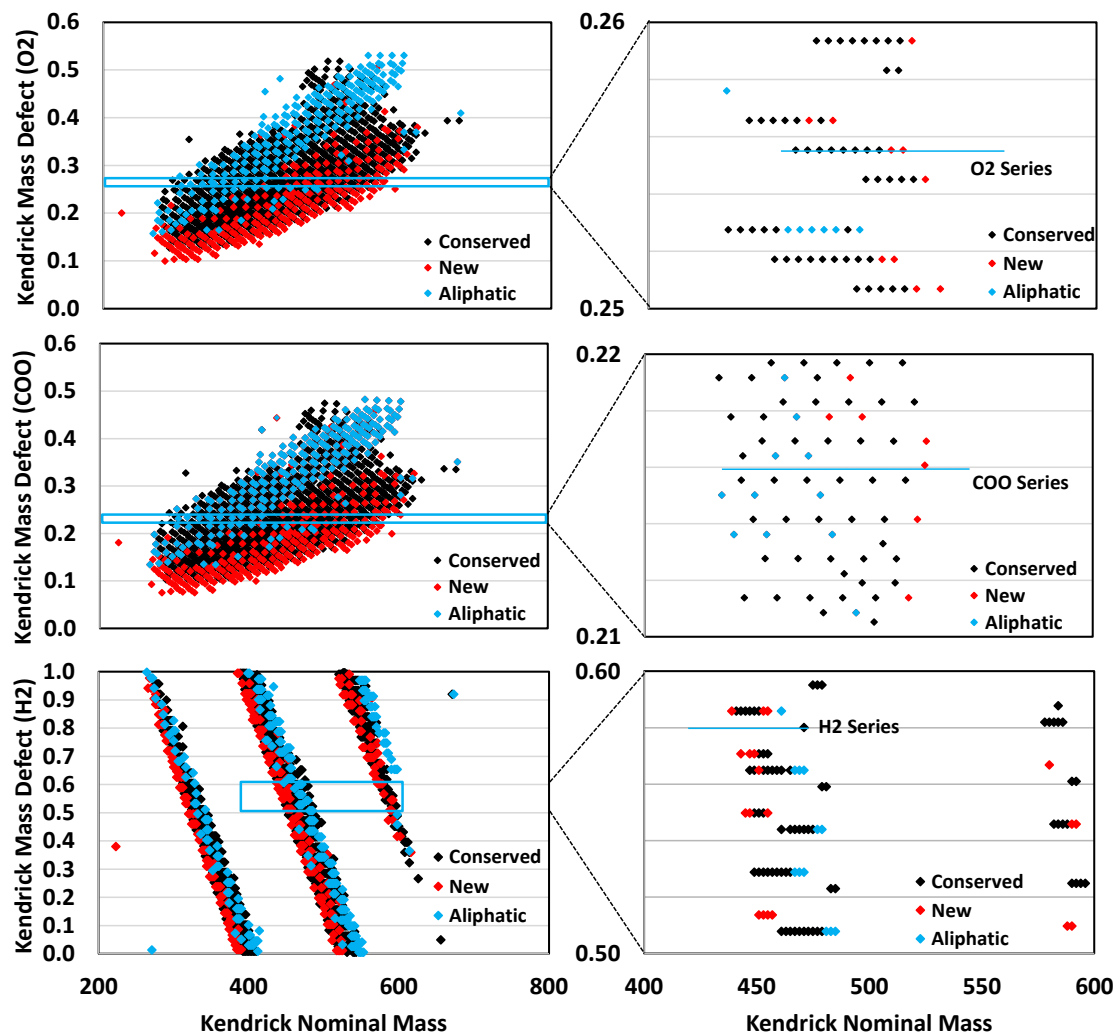 Kendrick Mass Defect (O2)
0.6
0.5
0.4
0.3
0.2
0.1
0.0
Conserved
New
Aliphatic
0.26
0.25
O2 Series
Conserved
New
Aliphatic
Kendrick Mass Defect (COO)
0.6
0.5
0.4
0.3
0.2
0.1
0.0
Conserved
New
Aliphatic
0.22
0.21
COO Series
Conserved
New
Aliphatic
Kendrick Mass Defect (H2)
1.0
0.9
0.8
0.7
0.6
0.5
0.4
0.3
0.2
0.1
0.0
Conserved
New
Aliphatic
200 400 600 800
Kendrick Nominal Mass
0.60
0.50
H2 Series
Conserved
New
Aliphatic
400 450 500 550 600
Kendrick Nominal Mass